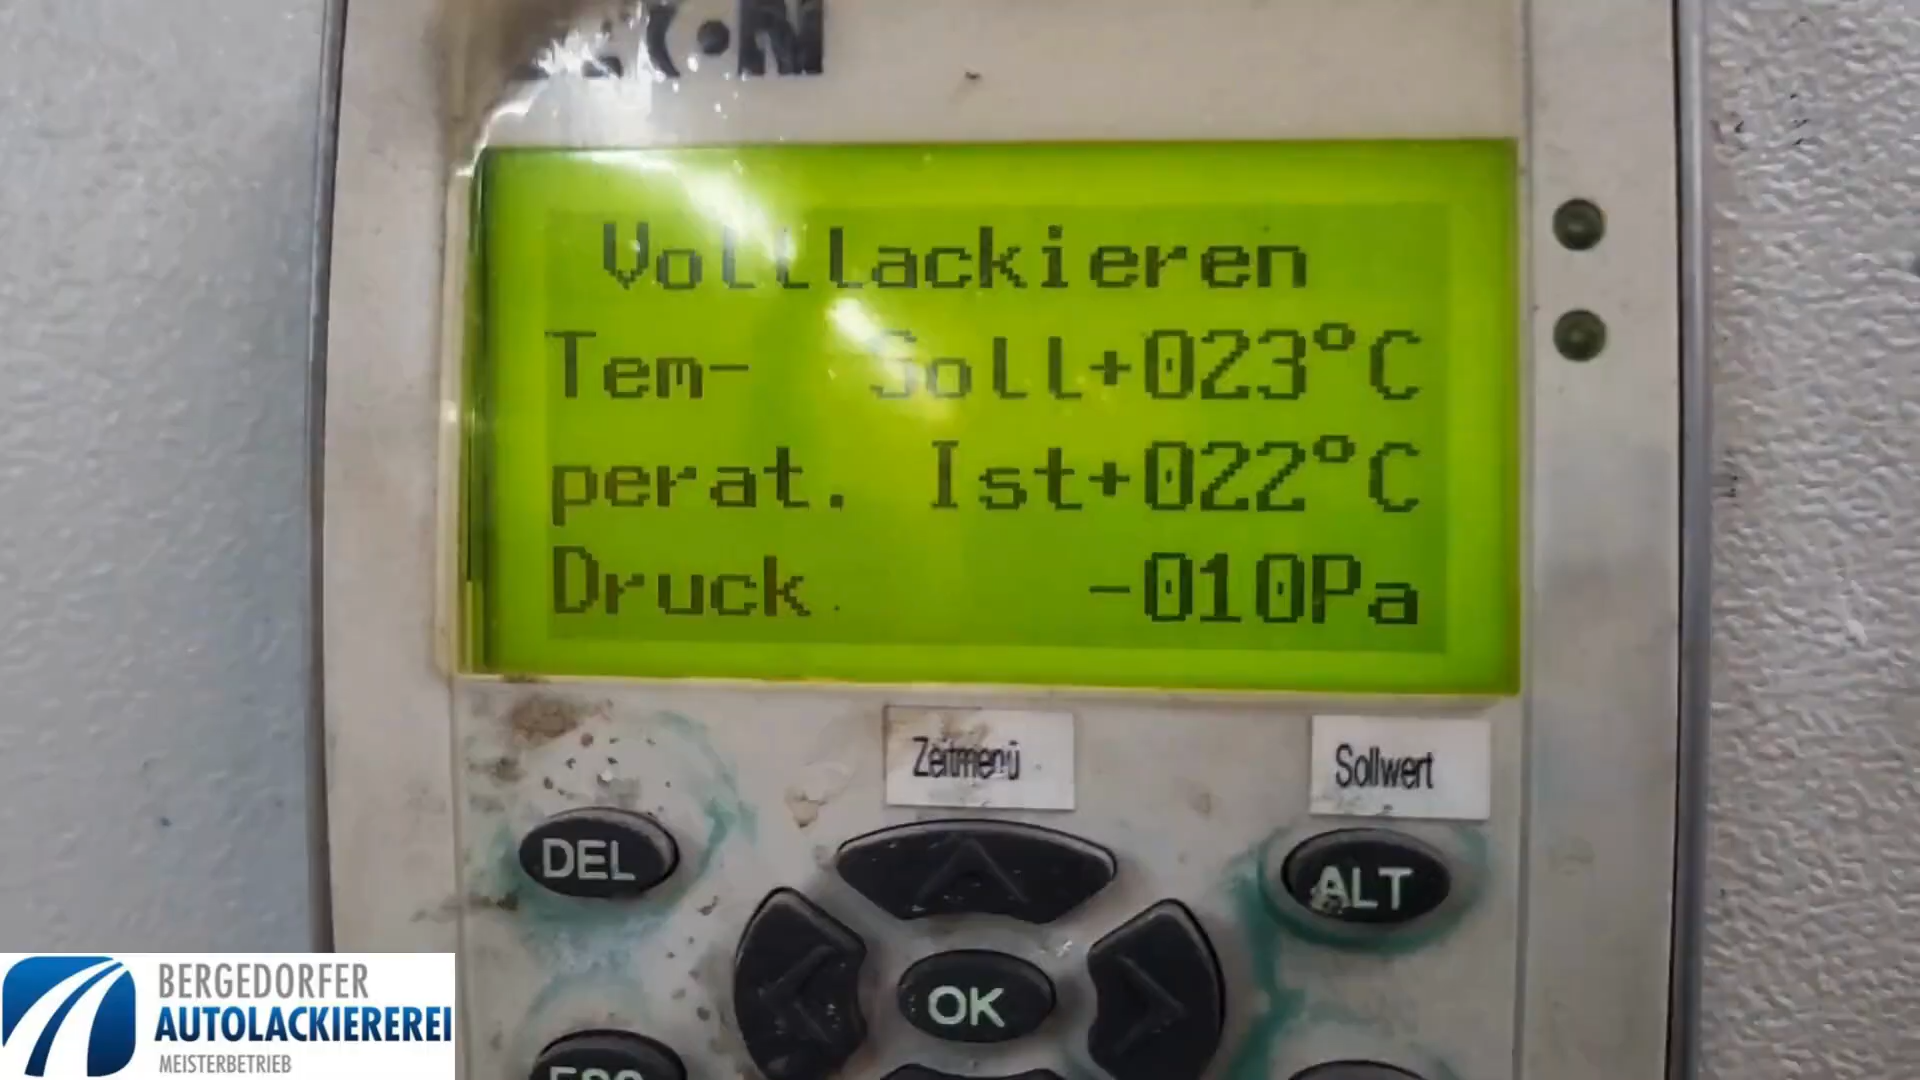 Volllackieren
Tem- Soll+023°C
perat. Ist+022°C
Druck -010Pa
Zeitmenü
Sollwert
DEL
ALT
OK
BERGEDORFER
AUTOLACKIEREREI
MEISTERBETRIEB